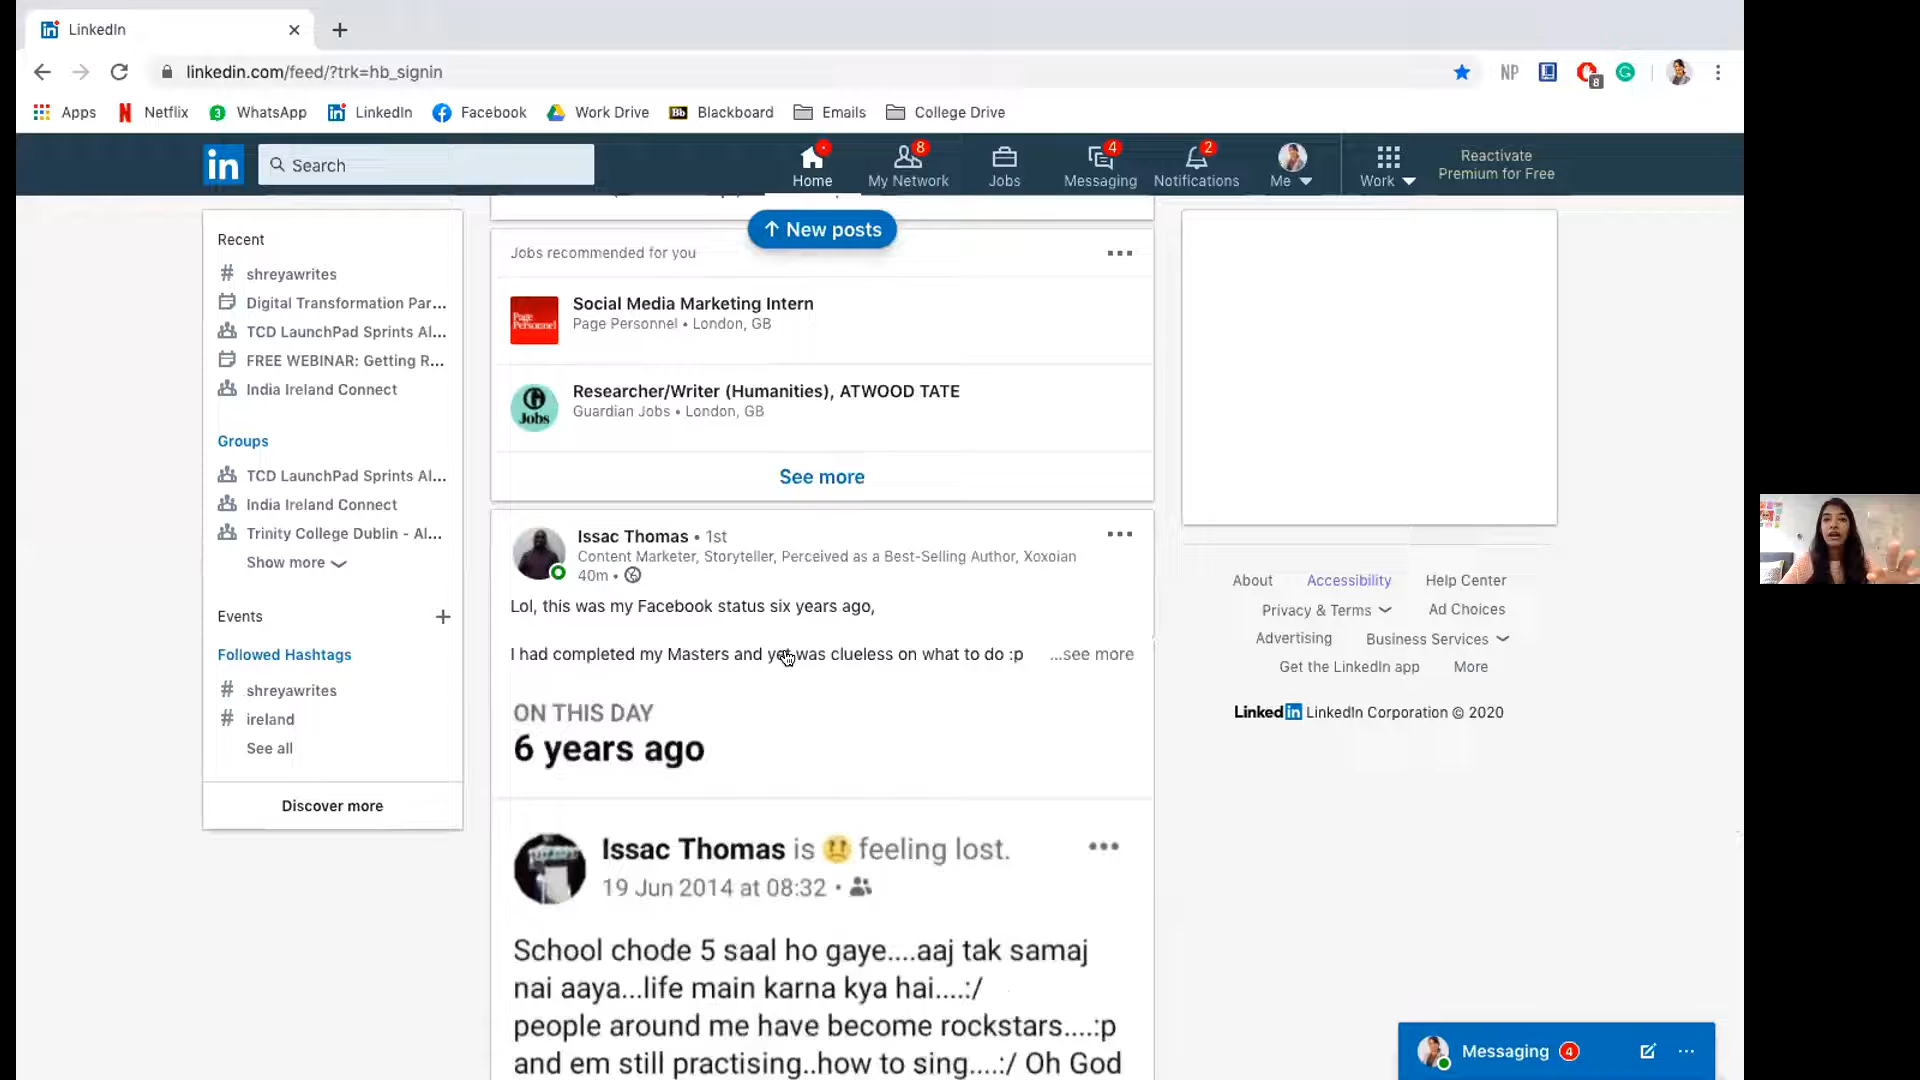 LinkedIn
linkedin.com/feed/?trk=hb_signin
NP
8
Apps
Netflix
3
WhatsApp
LinkedIn
Facebook
Work Drive
Bb
Blackboard
Emails
College Drive
in
Search
Home
8
My Network
Jobs
4
Messaging
2
Notifications
Me
Work
Reactivate
Premium for Free
Recent
# shreyawrites
Digital Transformation Par...
TCD LaunchPad Sprints Al...
FREE WEBINAR: Getting R...
India Ireland Connect
Groups
TCD LaunchPad Sprints Al...
India Ireland Connect
Trinity College Dublin - Al...
Show more
Events
+
Followed Hashtags
# shreyawrites
# ireland
See all
Discover more
↑ New posts
Jobs recommended for you
Page
Personnel
Social Media Marketing Intern
Page Personnel • London, GB
Jobs
Researcher/Writer (Humanities), ATWOOD TATE
Guardian Jobs • London, GB
See more
Issac Thomas • 1st
Content Marketer, Storyteller, Perceived as a Best-Selling Author, Xoxoian
40m •
Lol, this was my Facebook status six years ago,
I had completed my Masters and yet was clueless on what to do :p ...see more
ON THIS DAY
6 years ago
Issac Thomas is feeling lost.
19 Jun 2014 at 08:32 •
School chode 5 saal ho gaye....aaj tak samaj
nai aaya...life main karna kya hai....:/
people around me have become rockstars....:p
and em still practising..how to sing....:/ Oh God
About
Accessibility
Help Center
Privacy & Terms
Ad Choices
Advertising
Business Services
Get the LinkedIn app
More
LinkedIn LinkedIn Corporation © 2020
Messaging 4